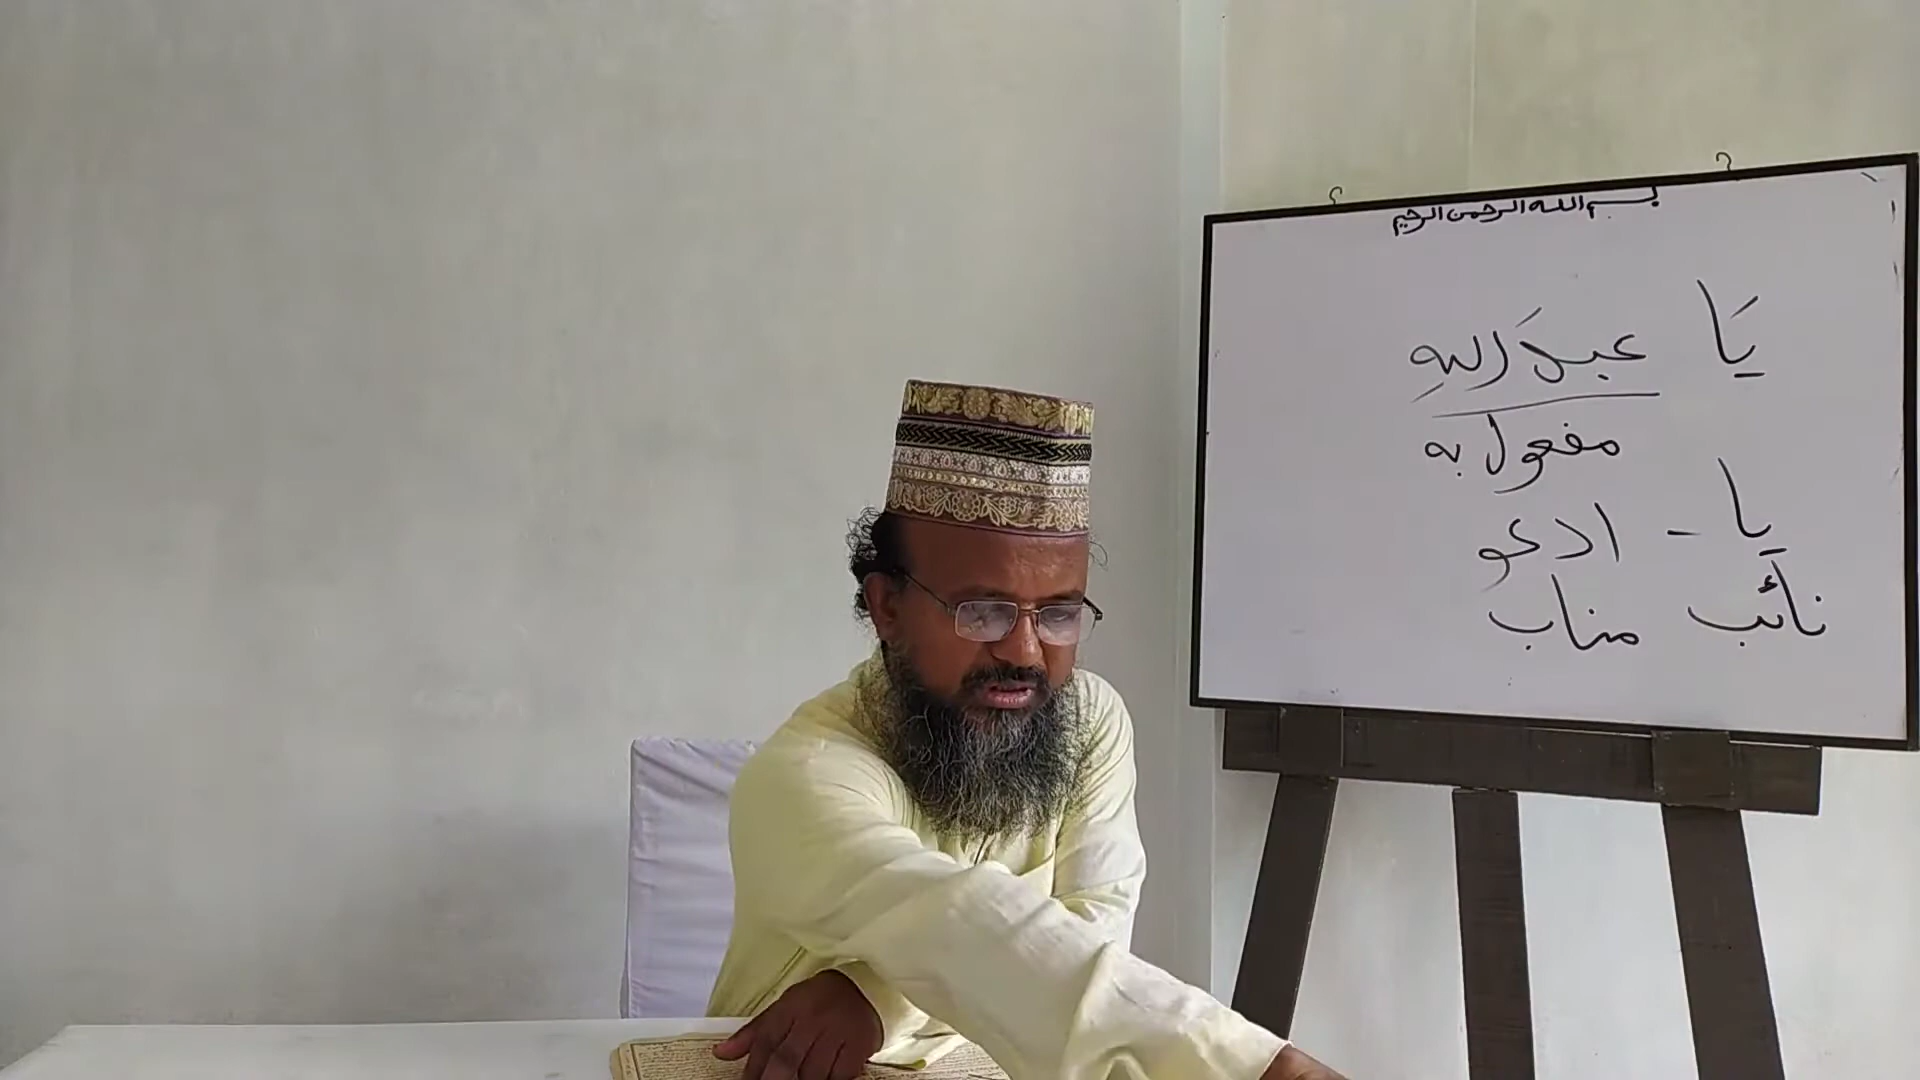 بسم الله الرحمن الرحيم
يَا عبدَ اللهِ
مفعول به
يا - ادعو
نائب مناب